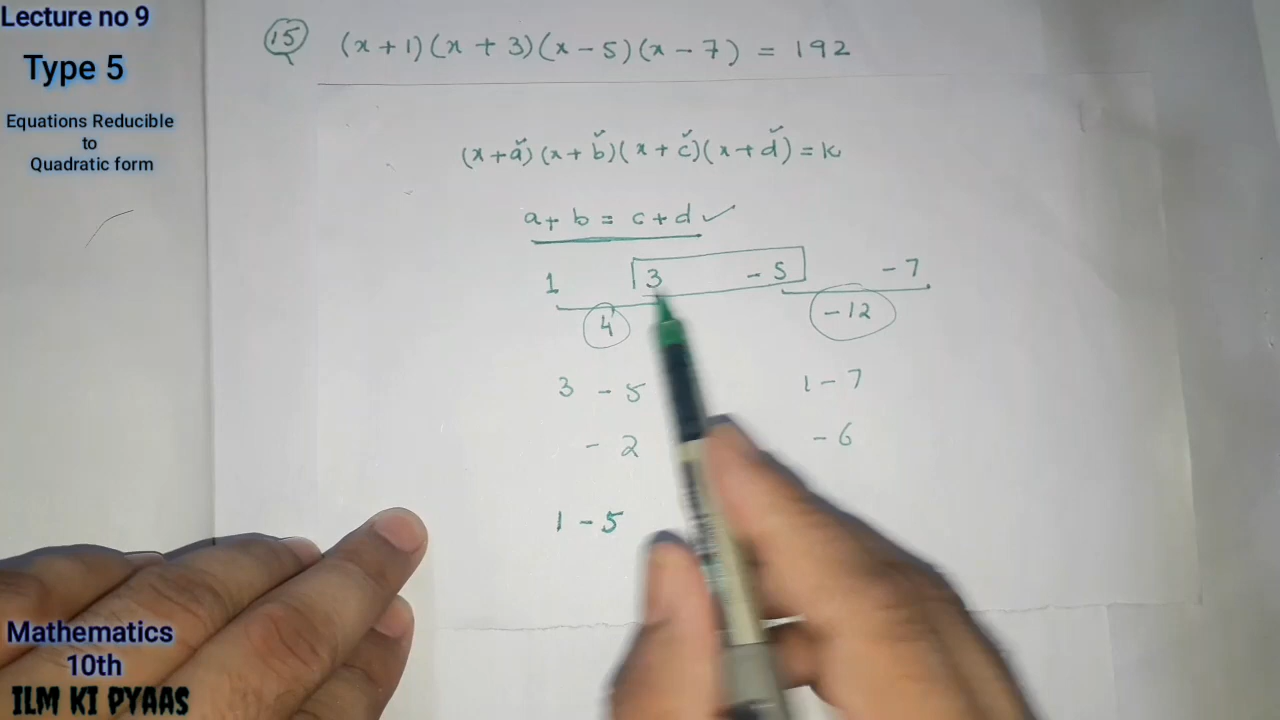 Lecture no 9
Type 5
Equations Reducible
to
Quadratic form
15 (x + 1)(x + 3)(x - 5)(x - 7) = 192
(x + a)(x + b)(x + c)(x + d) = k
a + b = c + d ✓
1 3 - 5 - 7
4 - 12
3 - 5 1 - 7
- 2 - 6
1 - 5
Mathematics
10th
ILM KI PYAAS